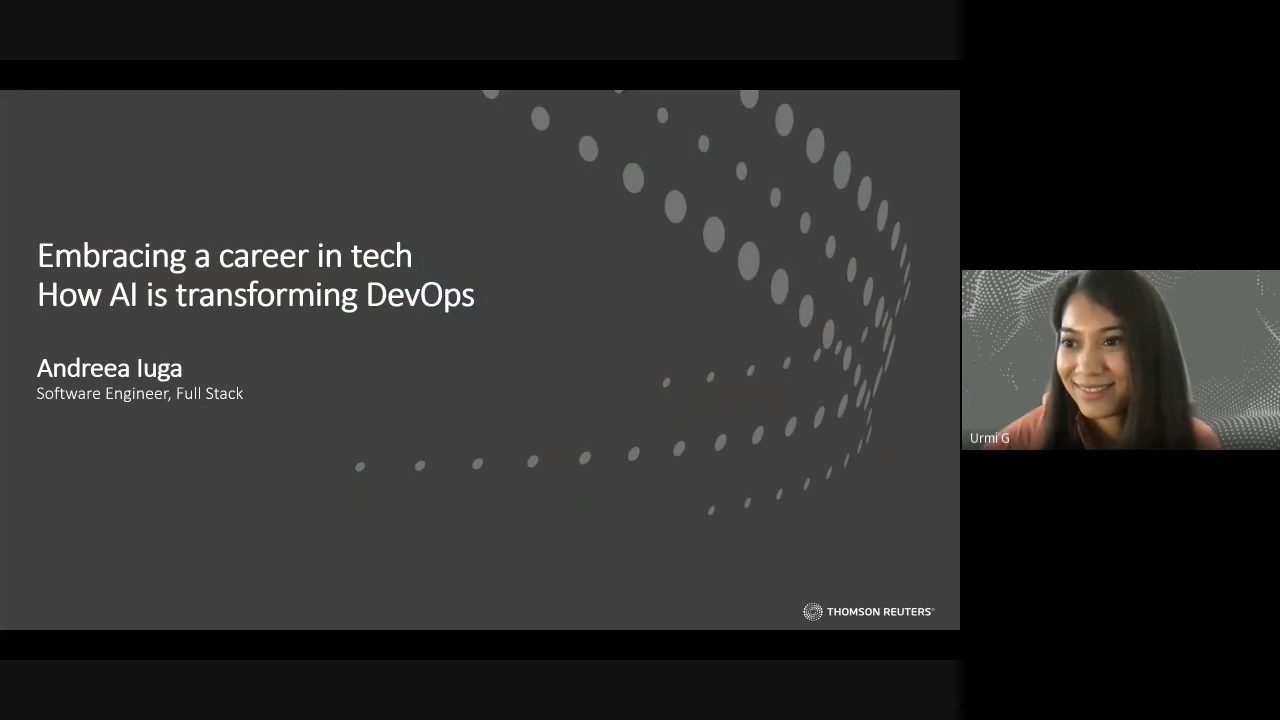 Embracing a career in tech
How AI is transforming DevOps
Andreea Iuga
Software Engineer, Full Stack
Urmi G
THOMSON REUTERS